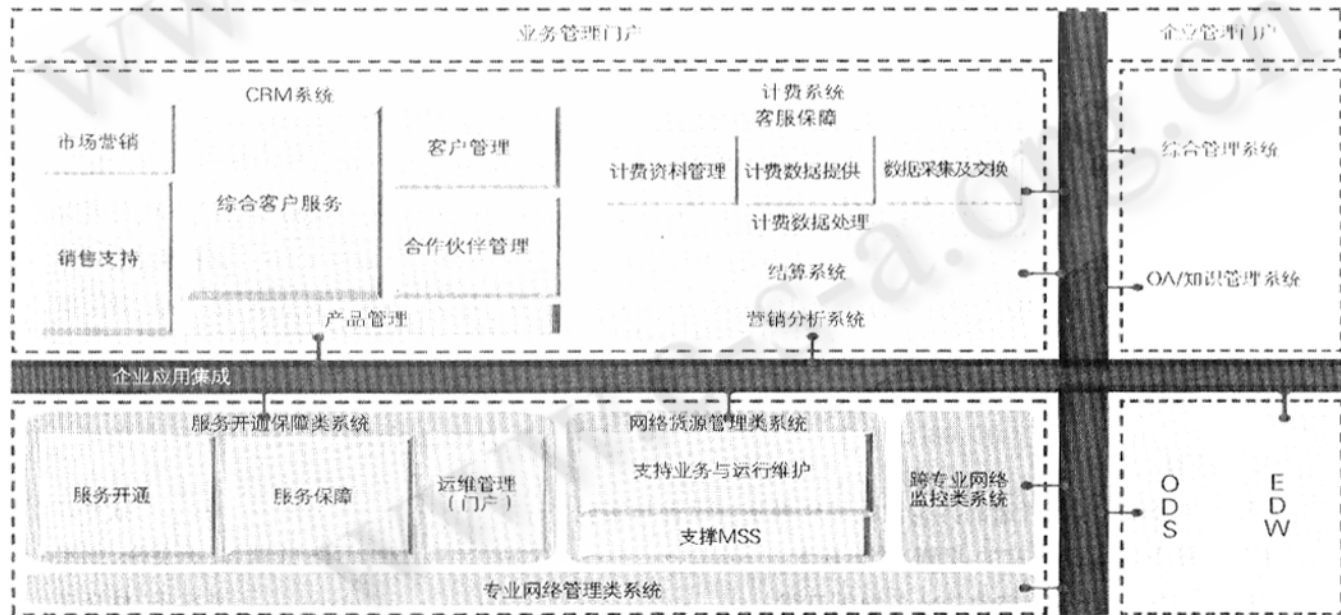 业务管理门户
企业管理门户
CRM系统
市场营销
客户管理
综合客户服务
销售支持
合作伙伴管理
产品管理
计费系统
客服保障
计费资料管理
计费数据提供
数据采集及交换
计费数据处理
结算系统
营销分析系统
综合管理系统
OA/知识管理系统
企业应用集成
服务开通保障类系统
服务开通
服务保障
运维管理
(门户)
网络资源管理类系统
支持业务与运行维护
支撑MSS
跨专业网络
监控类系统
专业网络管理类系统
ODS
EDW